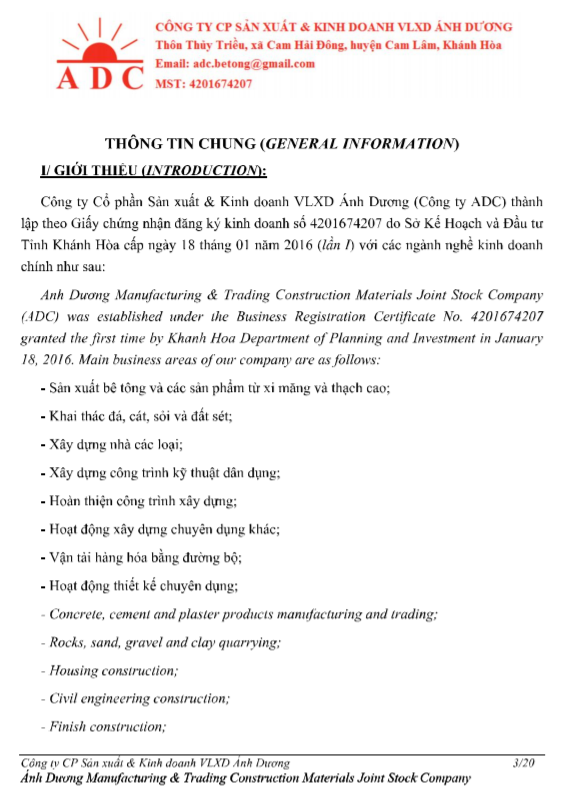 CÔNG TY CP SẢN XUẤT & KINH DOANH VLXD ÁNH DƯƠNG
Thôn Thủy Triều, xã Cam Hải Đông, huyện Cam Lâm, Khánh Hòa
Email: adc.betong@gmail.com
MST: 4201674207
ADC
THÔNG TIN CHUNG (GENERAL INFORMATION)
I/ GIỚI THIỆU (INTRODUCTION):
Công ty Cổ phần Sản xuất & Kinh doanh VLXD Ánh Dương (Công ty ADC) thành
lập theo Giấy chứng nhận đăng ký kinh doanh số 4201674207 do Sở Kế Hoạch và Đầu tư
Tỉnh Khánh Hòa cấp ngày 18 tháng 01 năm 2016 (lần I) với các ngành nghề kinh doanh
chính như sau:
Anh Dương Manufacturing & Trading Construction Materials Joint Stock Company
(ADC) was established under the Business Registration Certificate No. 4201674207
granted the first time by Khanh Hoa Department of Planning and Investment in January
18, 2016. Main business areas of our company are as follows:
- Sản xuất bê tông và các sản phẩm từ xi măng và thạch cao;
- Khai thác đá, cát, sỏi và đất sét;
- Xây dựng nhà các loại;
- Xây dựng công trình kỹ thuật dân dụng;
- Hoàn thiện công trình xây dựng;
- Hoạt động xây dựng chuyên dụng khác;
- Vận tải hàng hóa bằng đường bộ;
- Hoạt động thiết kế chuyên dụng;
- Concrete, cement and plaster products manufacturing and trading;
- Rocks, sand, gravel and clay quarrying;
- Housing construction;
- Civil engineering construction;
- Finish construction;
Công ty CP Sản xuất & Kinh doanh VLXD Ánh Dương 3/20
Ánh Dương Manufacturing & Trading Construction Materials Joint Stock Company